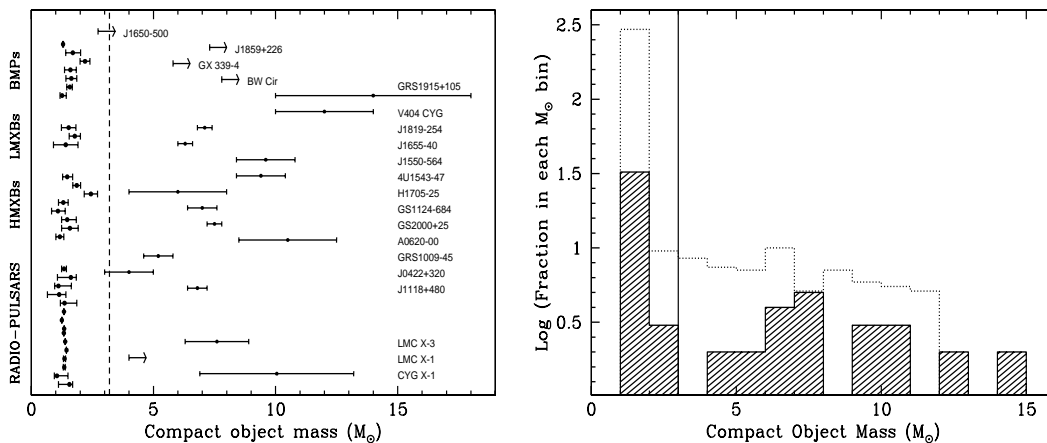 BMPs
LMXBs
HMXBs
RADIO-PULSARS
J1650-500
J1859+226
GX 339-4
BW Cir
GRS1915+105
V404 CYG
J1819-254
J1655-40
J1550-564
4U1543-47
H1705-25
GS1124-684
GS2000+25
A0620-00
GRS1009-45
J0422+320
J1118+480
LMC X-3
LMC X-1
CYG X-1
0 5 10 15
Compact object mass (M⊙)
Log (Fraction in each M⊙ bin)
2.5
2
1.5
1
0.5
0 5 10 15
Compact Object Mass (M⊙)